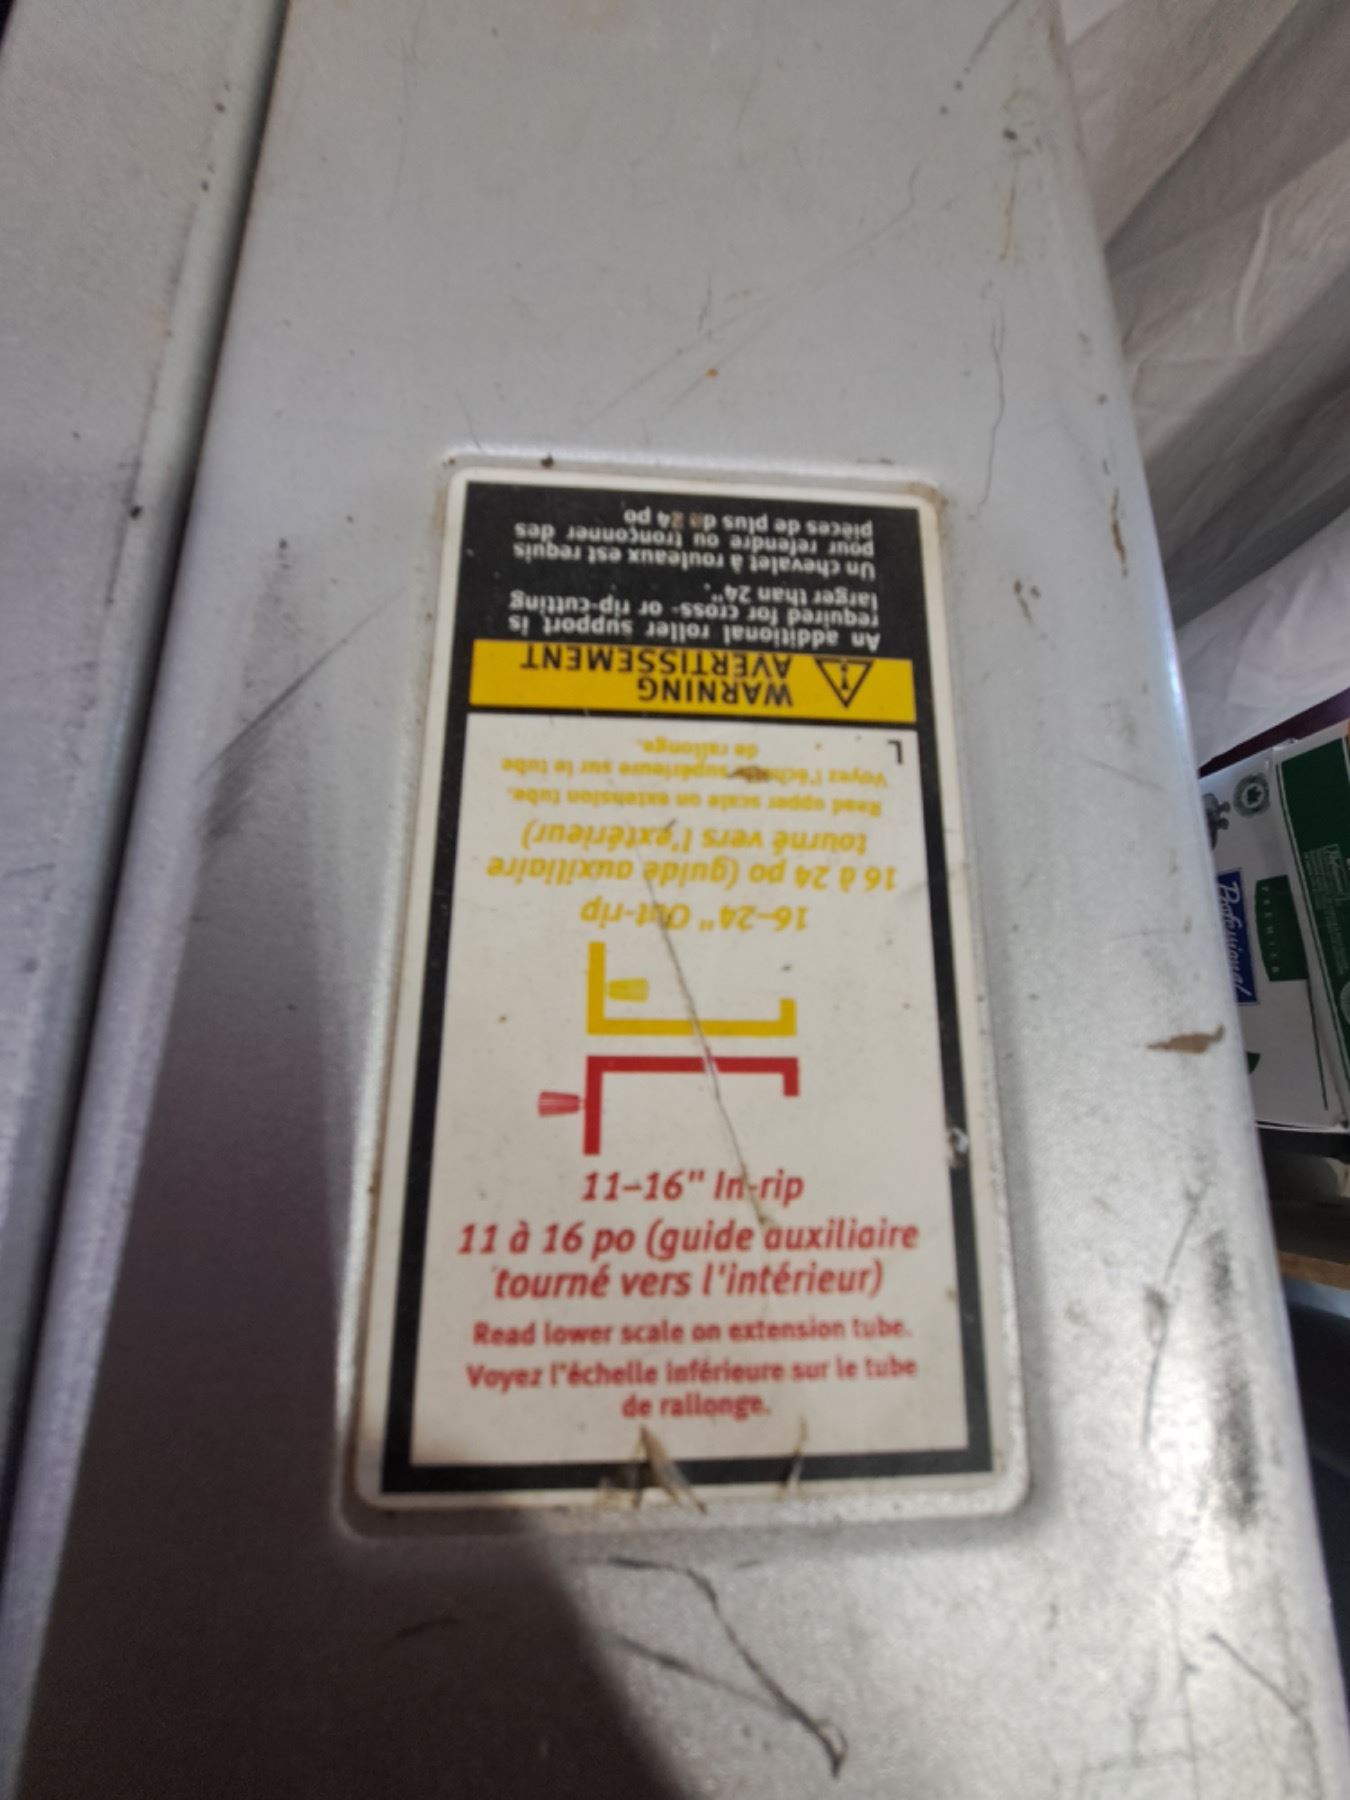 11–16" In-rip
11 à 16 po (guide auxiliaire
tourné vers l'intérieur)
Read lower scale on extension tube.
Voyez l'échelle inférieure sur le tube
de rallonge.
16–24" Out-rip
16 à 24 po (guide auxiliaire
tourné vers l'extérieur)
Read upper scale on extension tube.
Voyez l'échelle supérieure sur le tube
de rallonge.
L
WARNING
AVERTISSEMENT
An additional roller support is
required for cross- or rip-cutting
larger than 24".
Un chevalet à rouleaux est requis
pour refendre ou tronçonner des
pièces de plus de 24 po
Professional
PREMIER